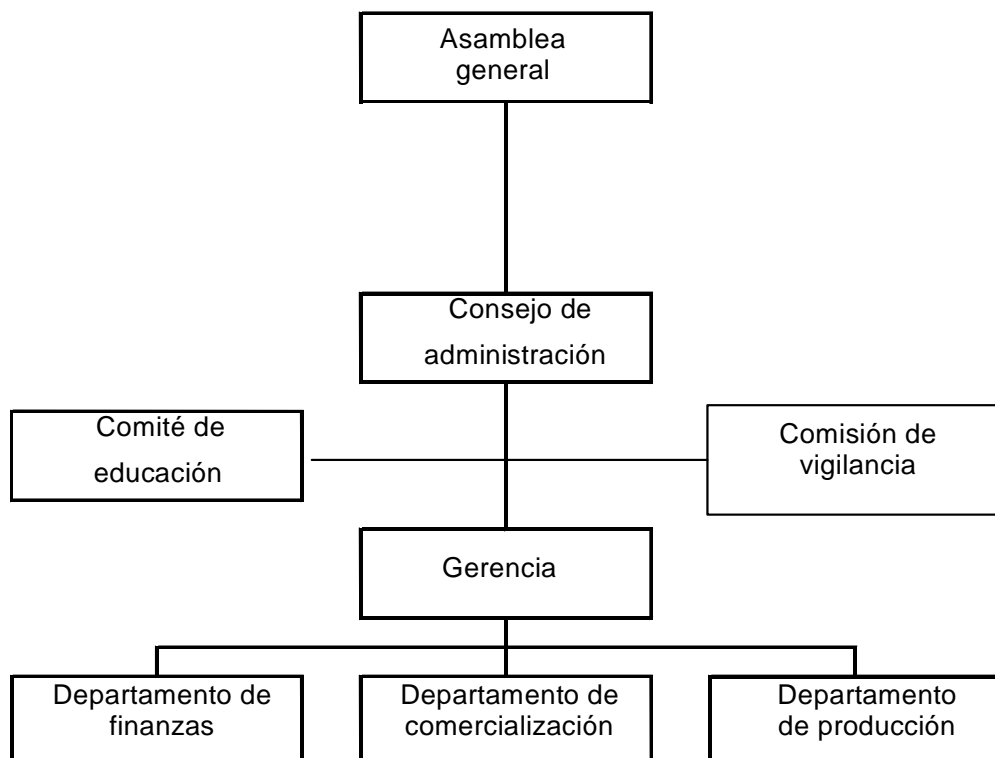 Asamblea
general
Consejo de
administración
Comité de
educación
Comisión de
vigilancia
Gerencia
Departamento de
finanzas
Departamento de
comercialización
Departamento
de producción